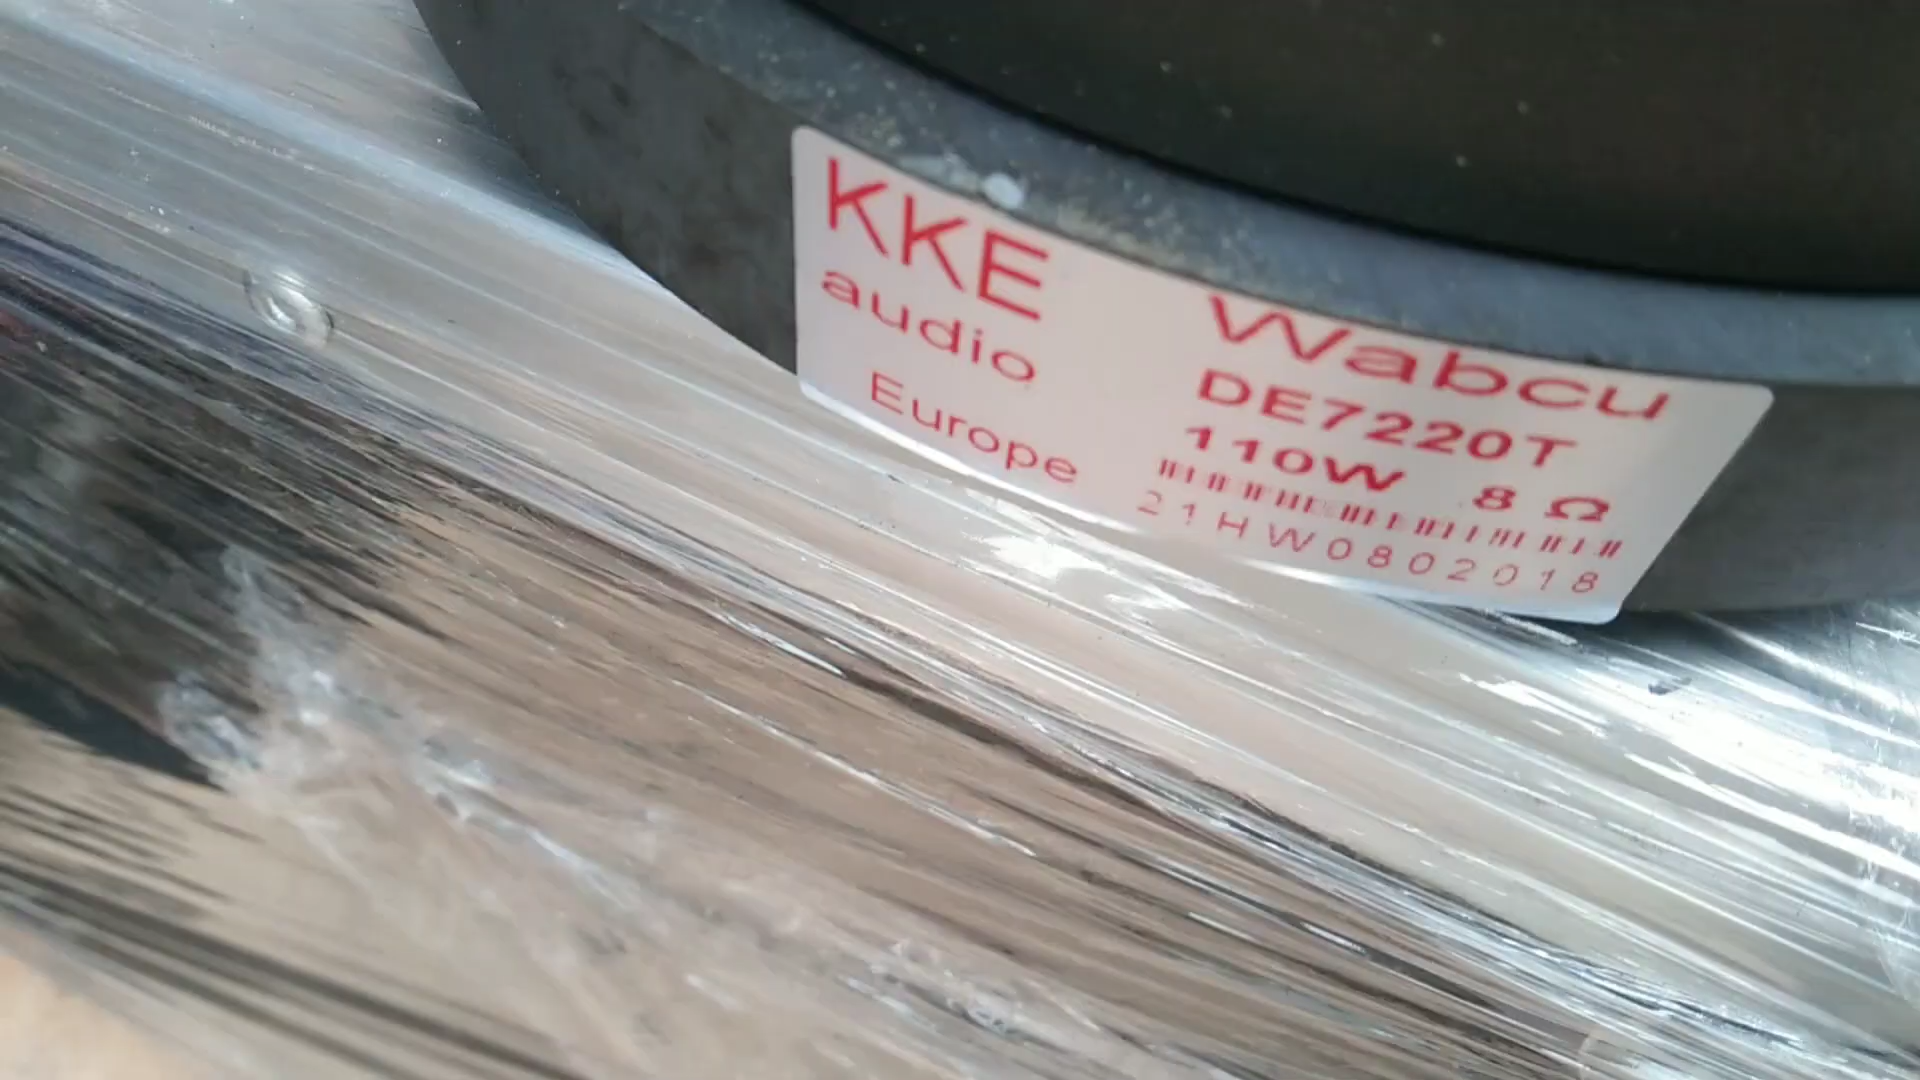 KKE
audio
Europe
Wabcu
DE7220T
110W 8 Ω
21HW0802018